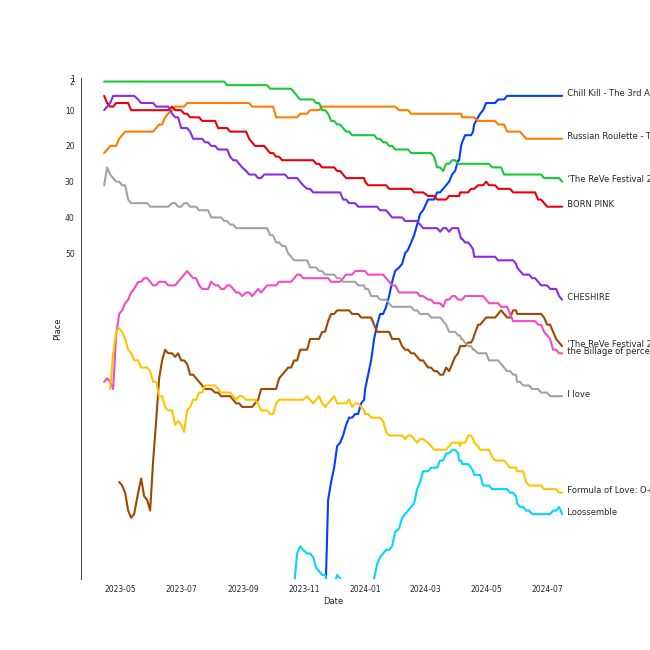 1
2
10
20
30
40
50
Place
Chill Kill - The 3rd A
Russian Roulette - T
'The ReVe Festival 2
BORN PINK
CHESHIRE
'The ReVe Festival 2
the Billage of perce
I love
Formula of Love: O+
Loossemble
2023-05 2023-07 2023-09 2023-11 2024-01 2024-03 2024-05 2024-07
Date